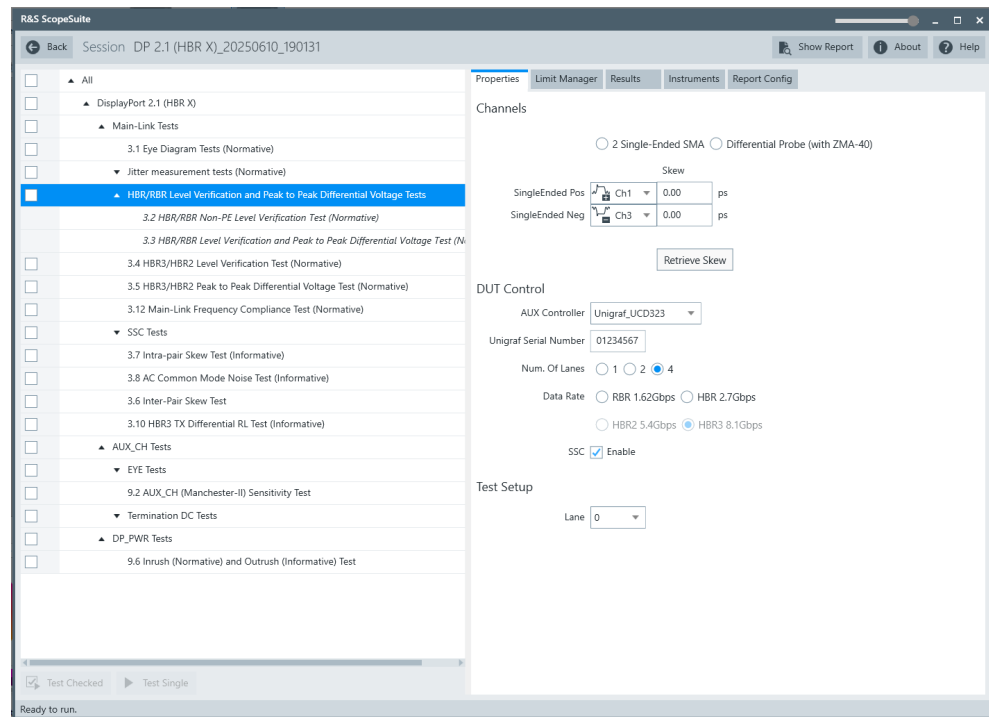 R&S ScopeSuite
Back Session DP 2.1 (HBR X)_20250610_190131 Show Report About Help
All
DisplayPort 2.1 (HBR X)
Main-Link Tests
3.1 Eye Diagram Tests (Normative)
Jitter measurement tests (Normative)
HBR/RBR Level Verification and Peak to Peak Differential Voltage Tests
3.2 HBR/RBR Non-PE Level Verification Test (Normative)
3.3 HBR/RBR Level Verification and Peak to Peak Differential Voltage Test (N
3.4 HBR3/HBR2 Level Verification Test (Normative)
3.5 HBR3/HBR2 Peak to Peak Differential Voltage Test (Normative)
3.12 Main-Link Frequency Compliance Test (Normative)
SSC Tests
3.7 Intra-pair Skew Test (Informative)
3.8 AC Common Mode Noise Test (Informative)
3.6 Inter-Pair Skew Test
3.10 HBR3 TX Differential RL Test (Informative)
AUX_CH Tests
EYE Tests
9.2 AUX_CH (Manchester-II) Sensitivity Test
Termination DC Tests
DP_PWR Tests
9.6 Inrush (Normative) and Outrush (Informative) Test
Test Checked Test Single
Properties Limit Manager Results Instruments Report Config
Channels
2 Single-Ended SMA Differential Probe (with ZMA-40)
Skew
SingleEnded Pos Ch1 0.00 ps
SingleEnded Neg Ch3 0.00 ps
Retrieve Skew
DUT Control
AUX Controller Unigraf_UCD323
Unigraf Serial Number 01234567
Num. Of Lanes 1 2 4
Data Rate RBR 1.62Gbps HBR 2.7Gbps
HBR2 5.4Gbps HBR3 8.1Gbps
SSC Enable
Test Setup
Lane 0
Ready to run.